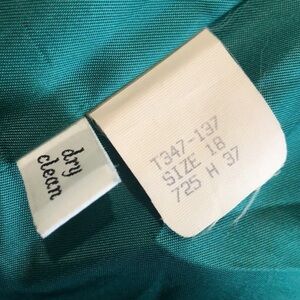 dry
clean
T347-137
SIZE 18
725 H 37